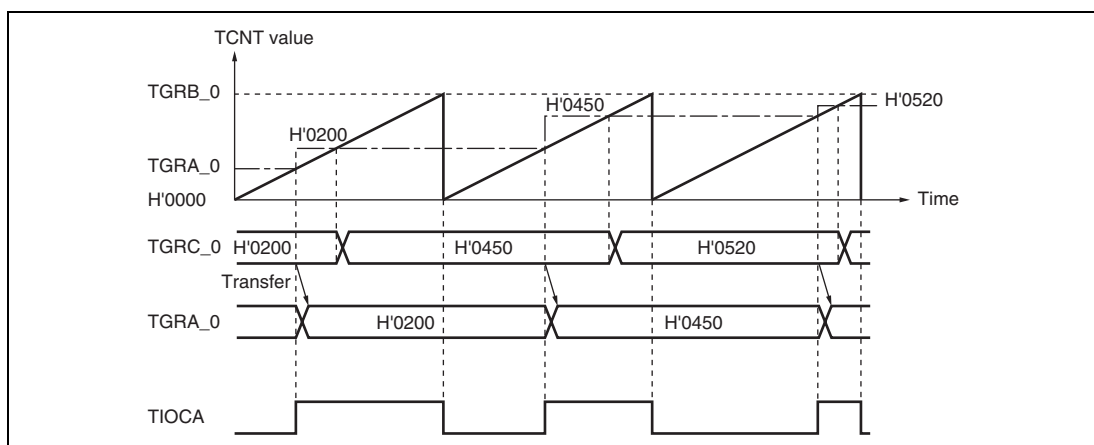 TCNT value
TGRB_0
H'0520
H'0450
H'0200
TGRA_0
H'0000
Time
TGRC_0
H'0200
H'0450
H'0520
Transfer
TGRA_0
H'0200
H'0450
TIOCA